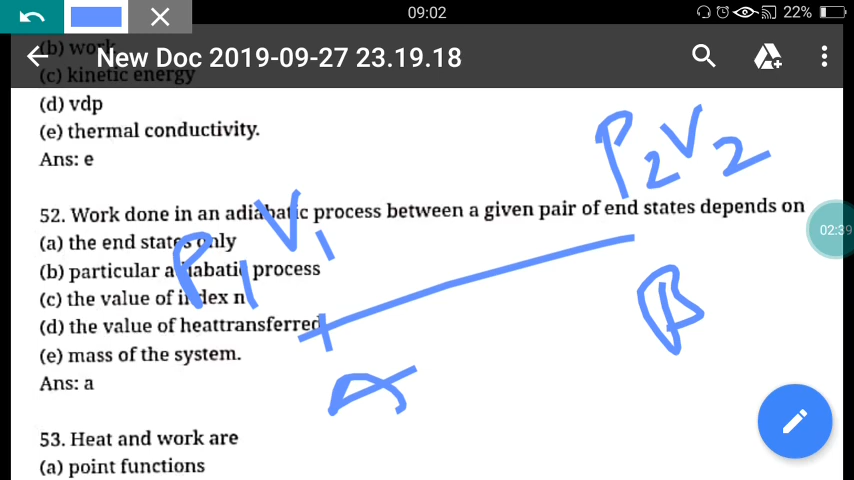 09:02
22%
(b) work
New Doc 2019-09-27 23.19.18
(c) kinetic energy
(d) vdp
(e) thermal conductivity.
Ans: e
P2V2
52. Work done in an adiabatic process between a given pair of end states depends on
(a) the end states only
P1V1
02:39
(b) particular adiabatic process
(c) the value of index n
(d) the value of heattransferred
B
(e) mass of the system.
A
Ans: a
53. Heat and work are
(a) point functions